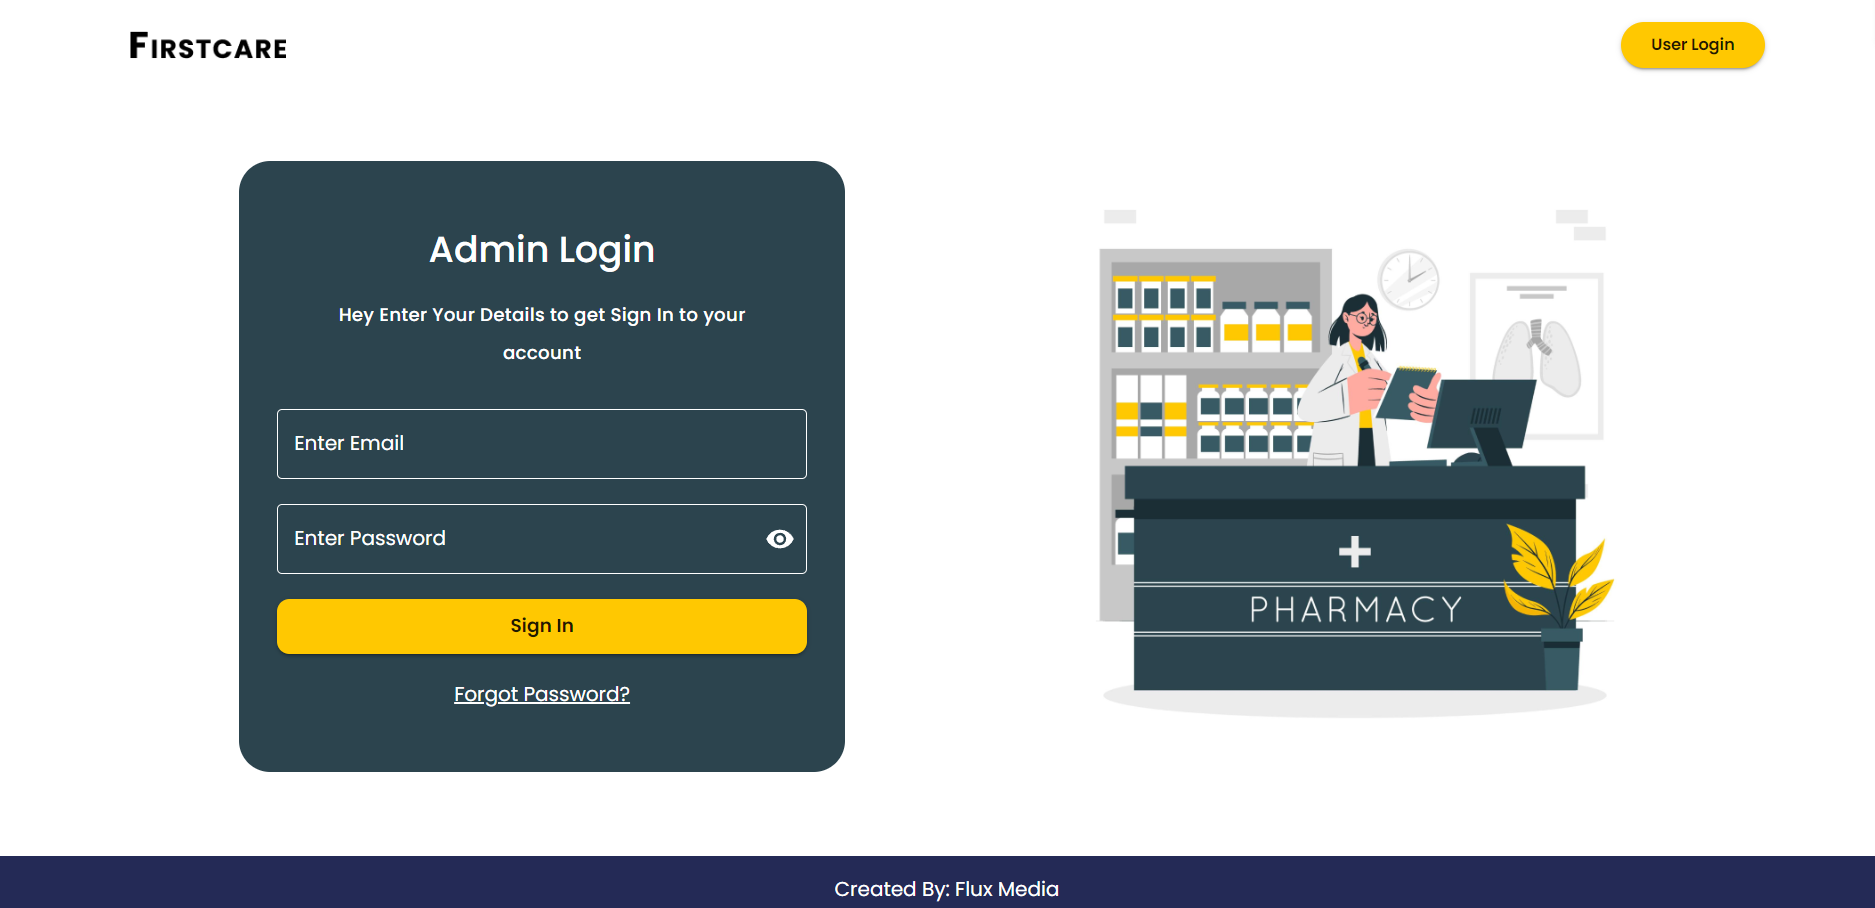 Firstcare
User Login
Admin Login
Hey Enter Your Details to get Sign In to your
account
Enter Email
Enter Password
Sign In
Forgot Password?
PHARMACY
Created By: Flux Media